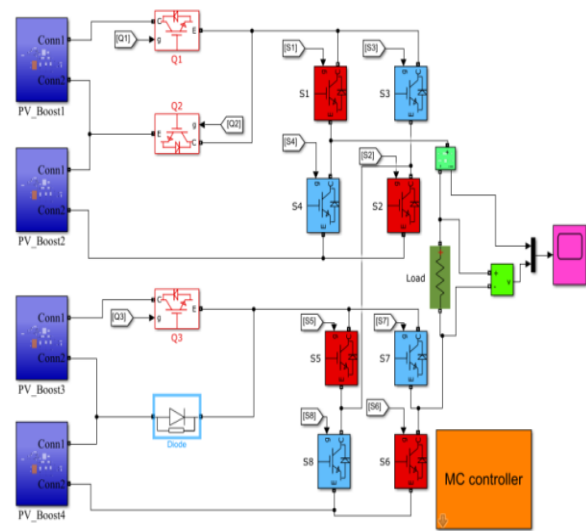 Conn1
Conn2
PV_Boost1
[Q1]
C
E
g
Q1
Q2
g
E
C
[Q2]
Conn1
Conn2
PV_Boost2
[S1]
[S3]
g
C
g
C
S1
S3
E
E
[S4]
[S2]
g
C
g
C
S4
S2
E
E
+
-
Load
+
-
v
Conn1
Conn2
PV_Boost3
[Q3]
C
E
g
Q3
Conn1
Conn2
PV_Boost4
Diode
[S5]
[S7]
g
C
g
C
S5
S7
E
E
[S8]
[S6]
g
C
g
C
S8
S6
E
E
MC controller